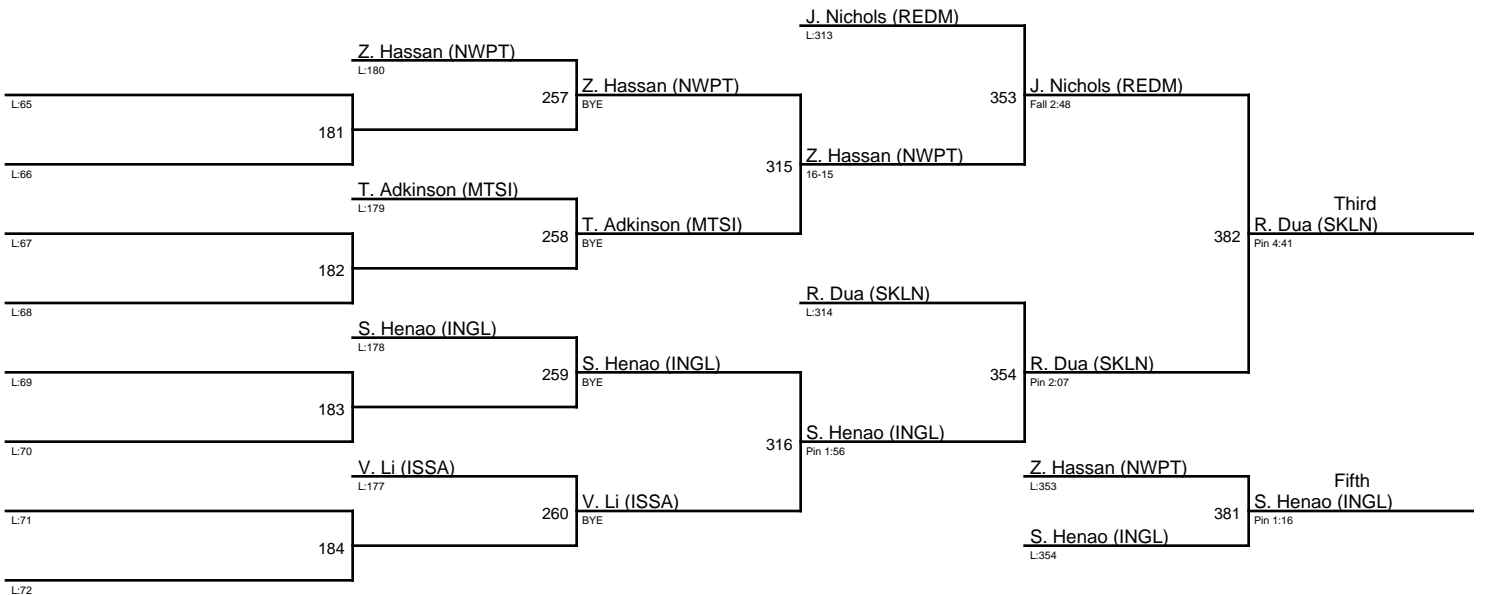 J. Nichols (REDM)
L:313
Z. Hassan (NWPT)
L:180
257
Z. Hassan (NWPT)
BYE
353
J. Nichols (REDM)
Fall 2:48
L:65
181
315
Z. Hassan (NWPT)
16-15
L:66
T. Adkinson (MTSI)
L:179
258
T. Adkinson (MTSI)
BYE
382
Third
R. Dua (SKLN)
Pin 4:41
L:67
182
L:68
R. Dua (SKLN)
L:314
S. Henao (INGL)
L:178
259
S. Henao (INGL)
BYE
354
R. Dua (SKLN)
Pin 2:07
L:69
183
316
S. Henao (INGL)
Pin 1:56
L:70
V. Li (ISSA)
L:177
Z. Hassan (NWPT)
L:353
260
V. Li (ISSA)
BYE
381
Fifth
S. Henao (INGL)
Pin 1:16
L:71
184
S. Henao (INGL)
L:354
L:72